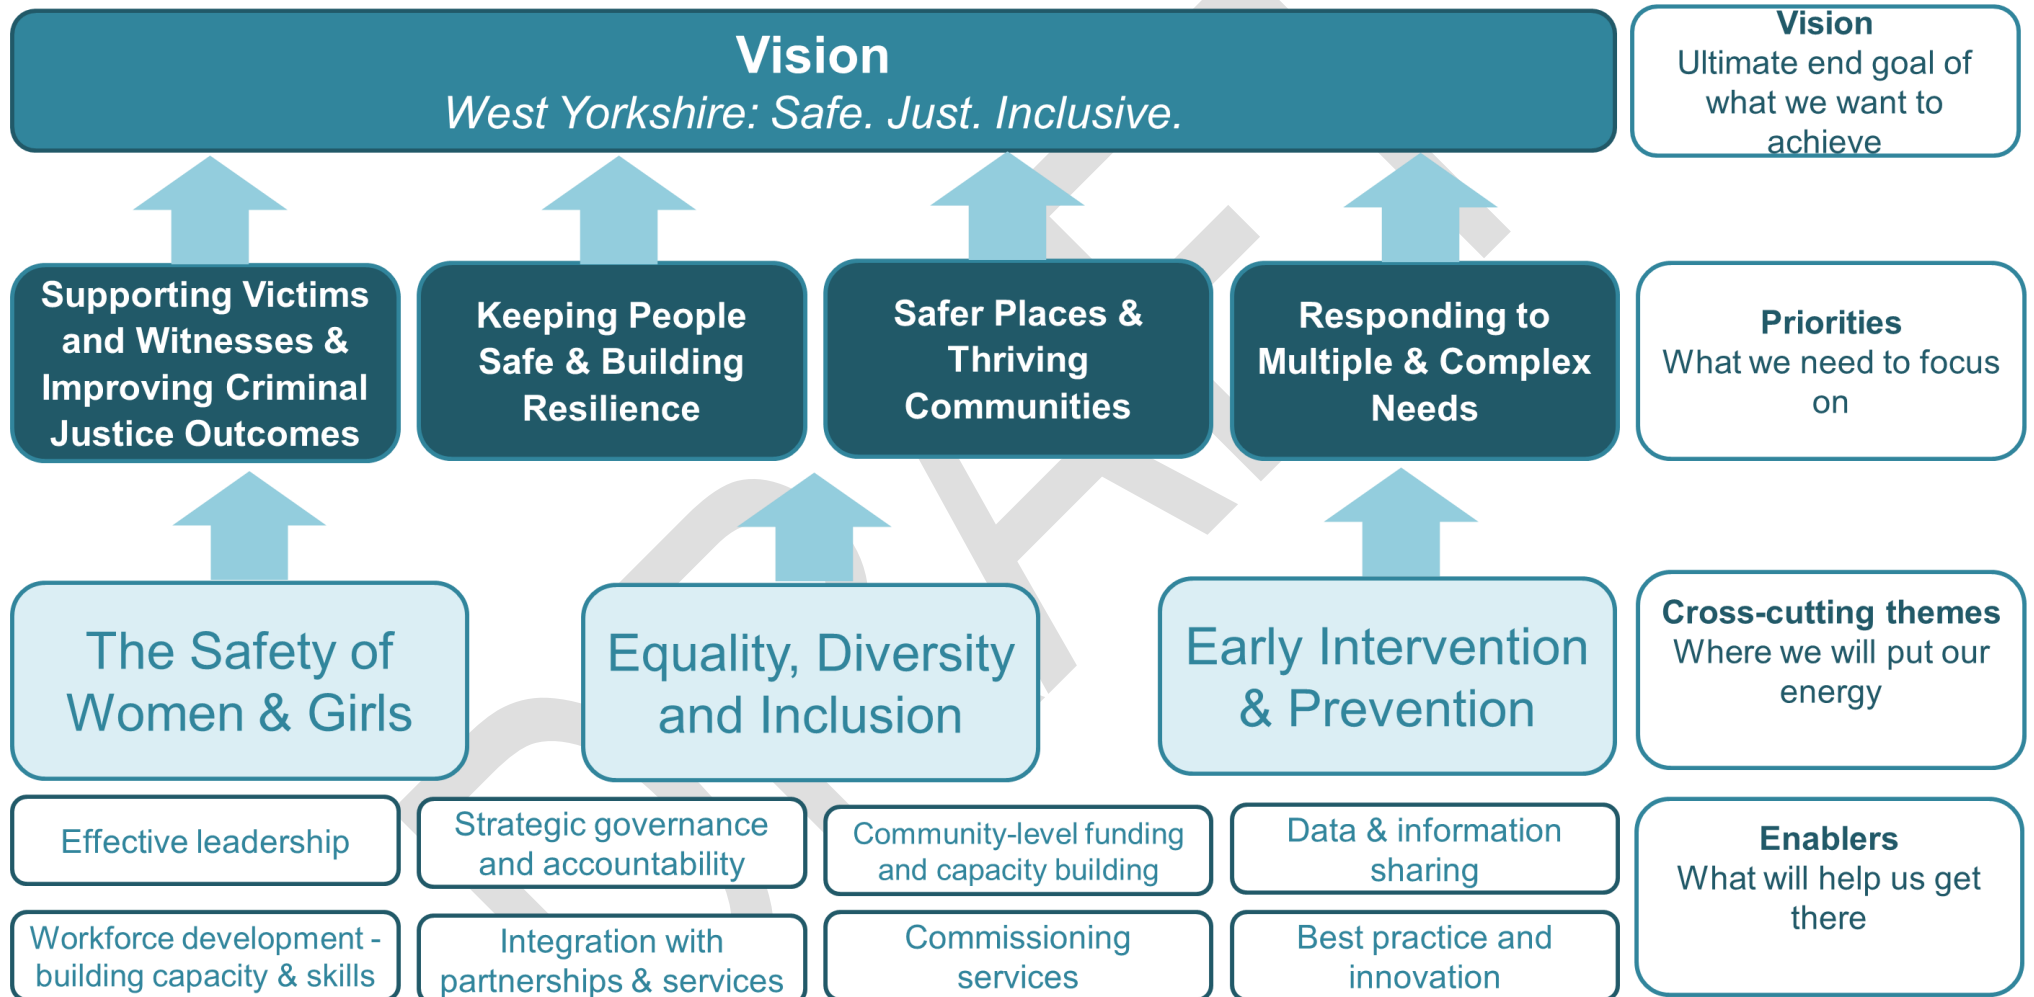 Vision
West Yorkshire: Safe. Just. Inclusive.
Vision
Ultimate end goal of
what we want to
achieve
Supporting Victims
and Witnesses &
Improving Criminal
Justice Outcomes
Keeping People
Safe & Building
Resilience
Safer Places &
Thriving
Communities
Responding to
Multiple & Complex
Needs
Priorities
What we need to focus
on
The Safety of
Women & Girls
Equality, Diversity
and Inclusion
Early Intervention
& Prevention
Cross-cutting themes
Where we will put our
energy
Effective leadership
Strategic governance
and accountability
Community-level funding
and capacity building
Data & information
sharing
Enablers
What will help us get
there
Workforce development -
building capacity & skills
Integration with
partnerships & services
Commissioning
services
Best practice and
innovation
DRAFT